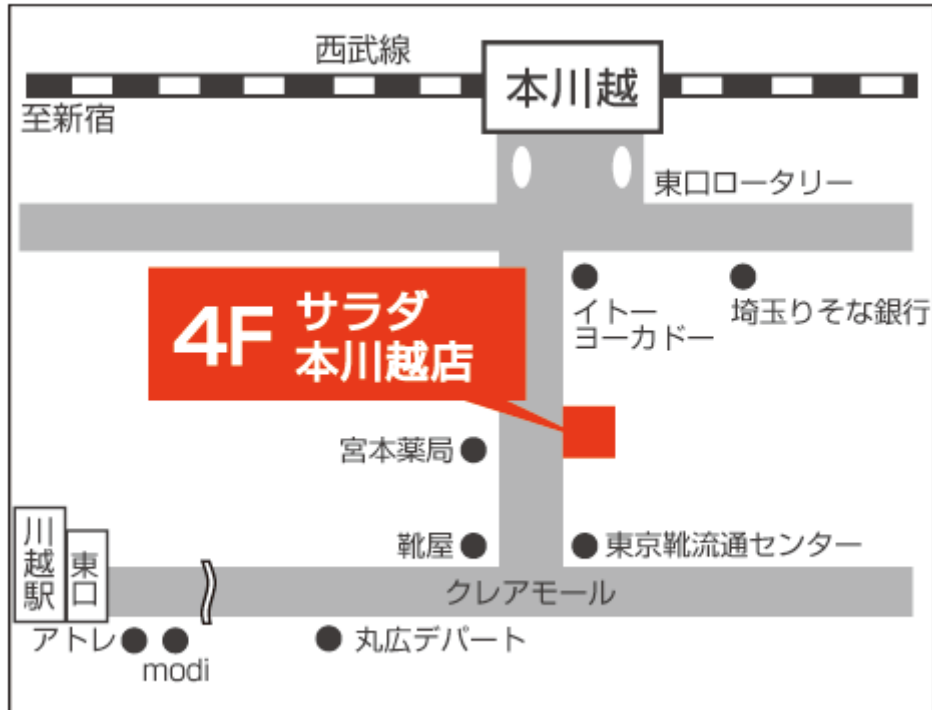 西武線
本川越
至新宿
東口ロータリー
4F サラダ
本川越店
イトー
ヨーカドー
埼玉りそな銀行
宮本薬局
川越駅
東口
靴屋
東京靴流通センター
クレアモール
アトレ
modi
丸広デパート